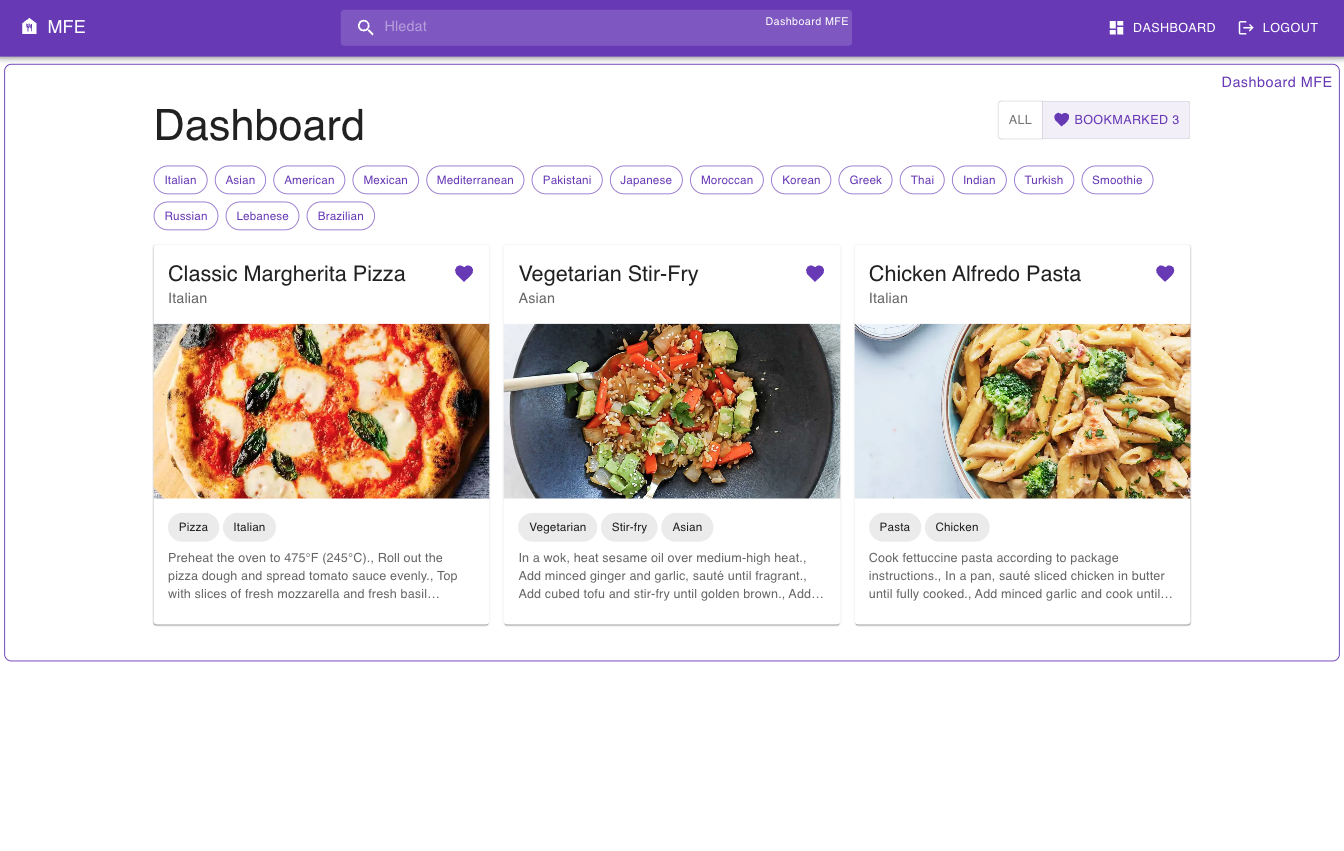 MFE
Hledat
Dashboard MFE
DASHBOARD
LOGOUT
Dashboard MFE
Dashboard
ALL
BOOKMARKED 3
Italian Asian American Mexican Mediterranean Pakistani Japanese Moroccan Korean Greek Thai Indian Turkish Smoothie
Russian Lebanese Brazilian
Classic Margherita Pizza
Italian
Pizza Italian
Preheat the oven to 475°F (245°C)., Roll out the
pizza dough and spread tomato sauce evenly., Top
with slices of fresh mozzarella and fresh basil…
Vegetarian Stir-Fry
Asian
Vegetarian Stir-fry Asian
In a wok, heat sesame oil over medium-high heat.,
Add minced ginger and garlic, sauté until fragrant.,
Add cubed tofu and stir-fry until golden brown., Add…
Chicken Alfredo Pasta
Italian
Pasta Chicken
Cook fettuccine pasta according to package
instructions., In a pan, sauté sliced chicken in butter
until fully cooked., Add minced garlic and cook until…